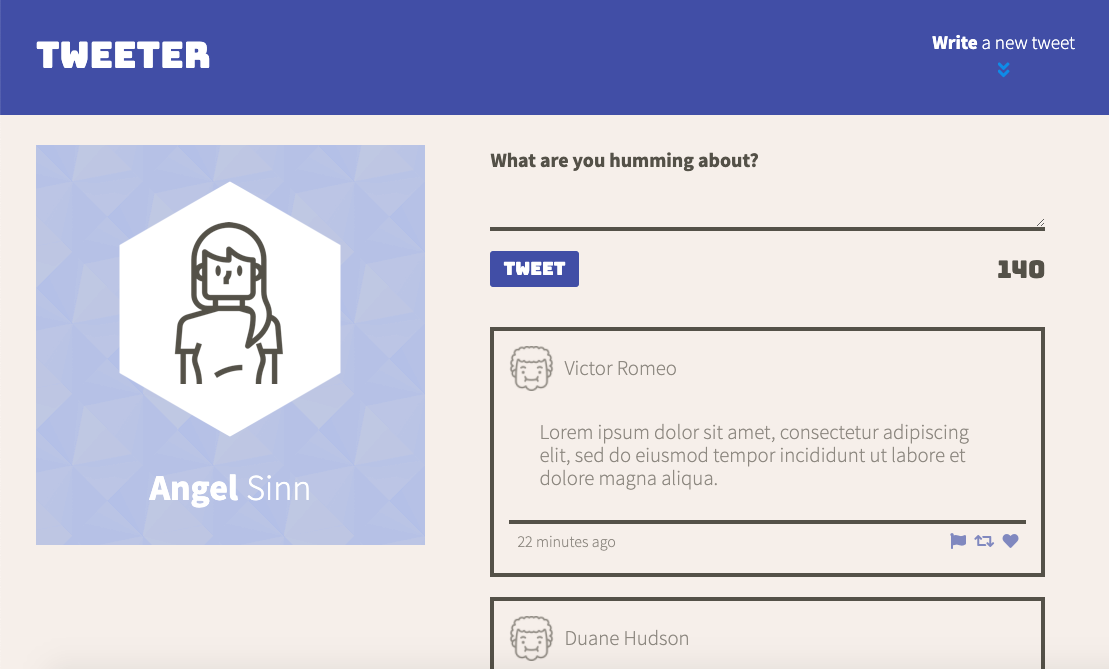 TWEETER
Write a new tweet
Angel Sinn
What are you humming about?
TWEET
140
Victor Romeo
Lorem ipsum dolor sit amet, consectetur adipiscing
elit, sed do eiusmod tempor incididunt ut labore et
dolore magna aliqua.
22 minutes ago
Duane Hudson